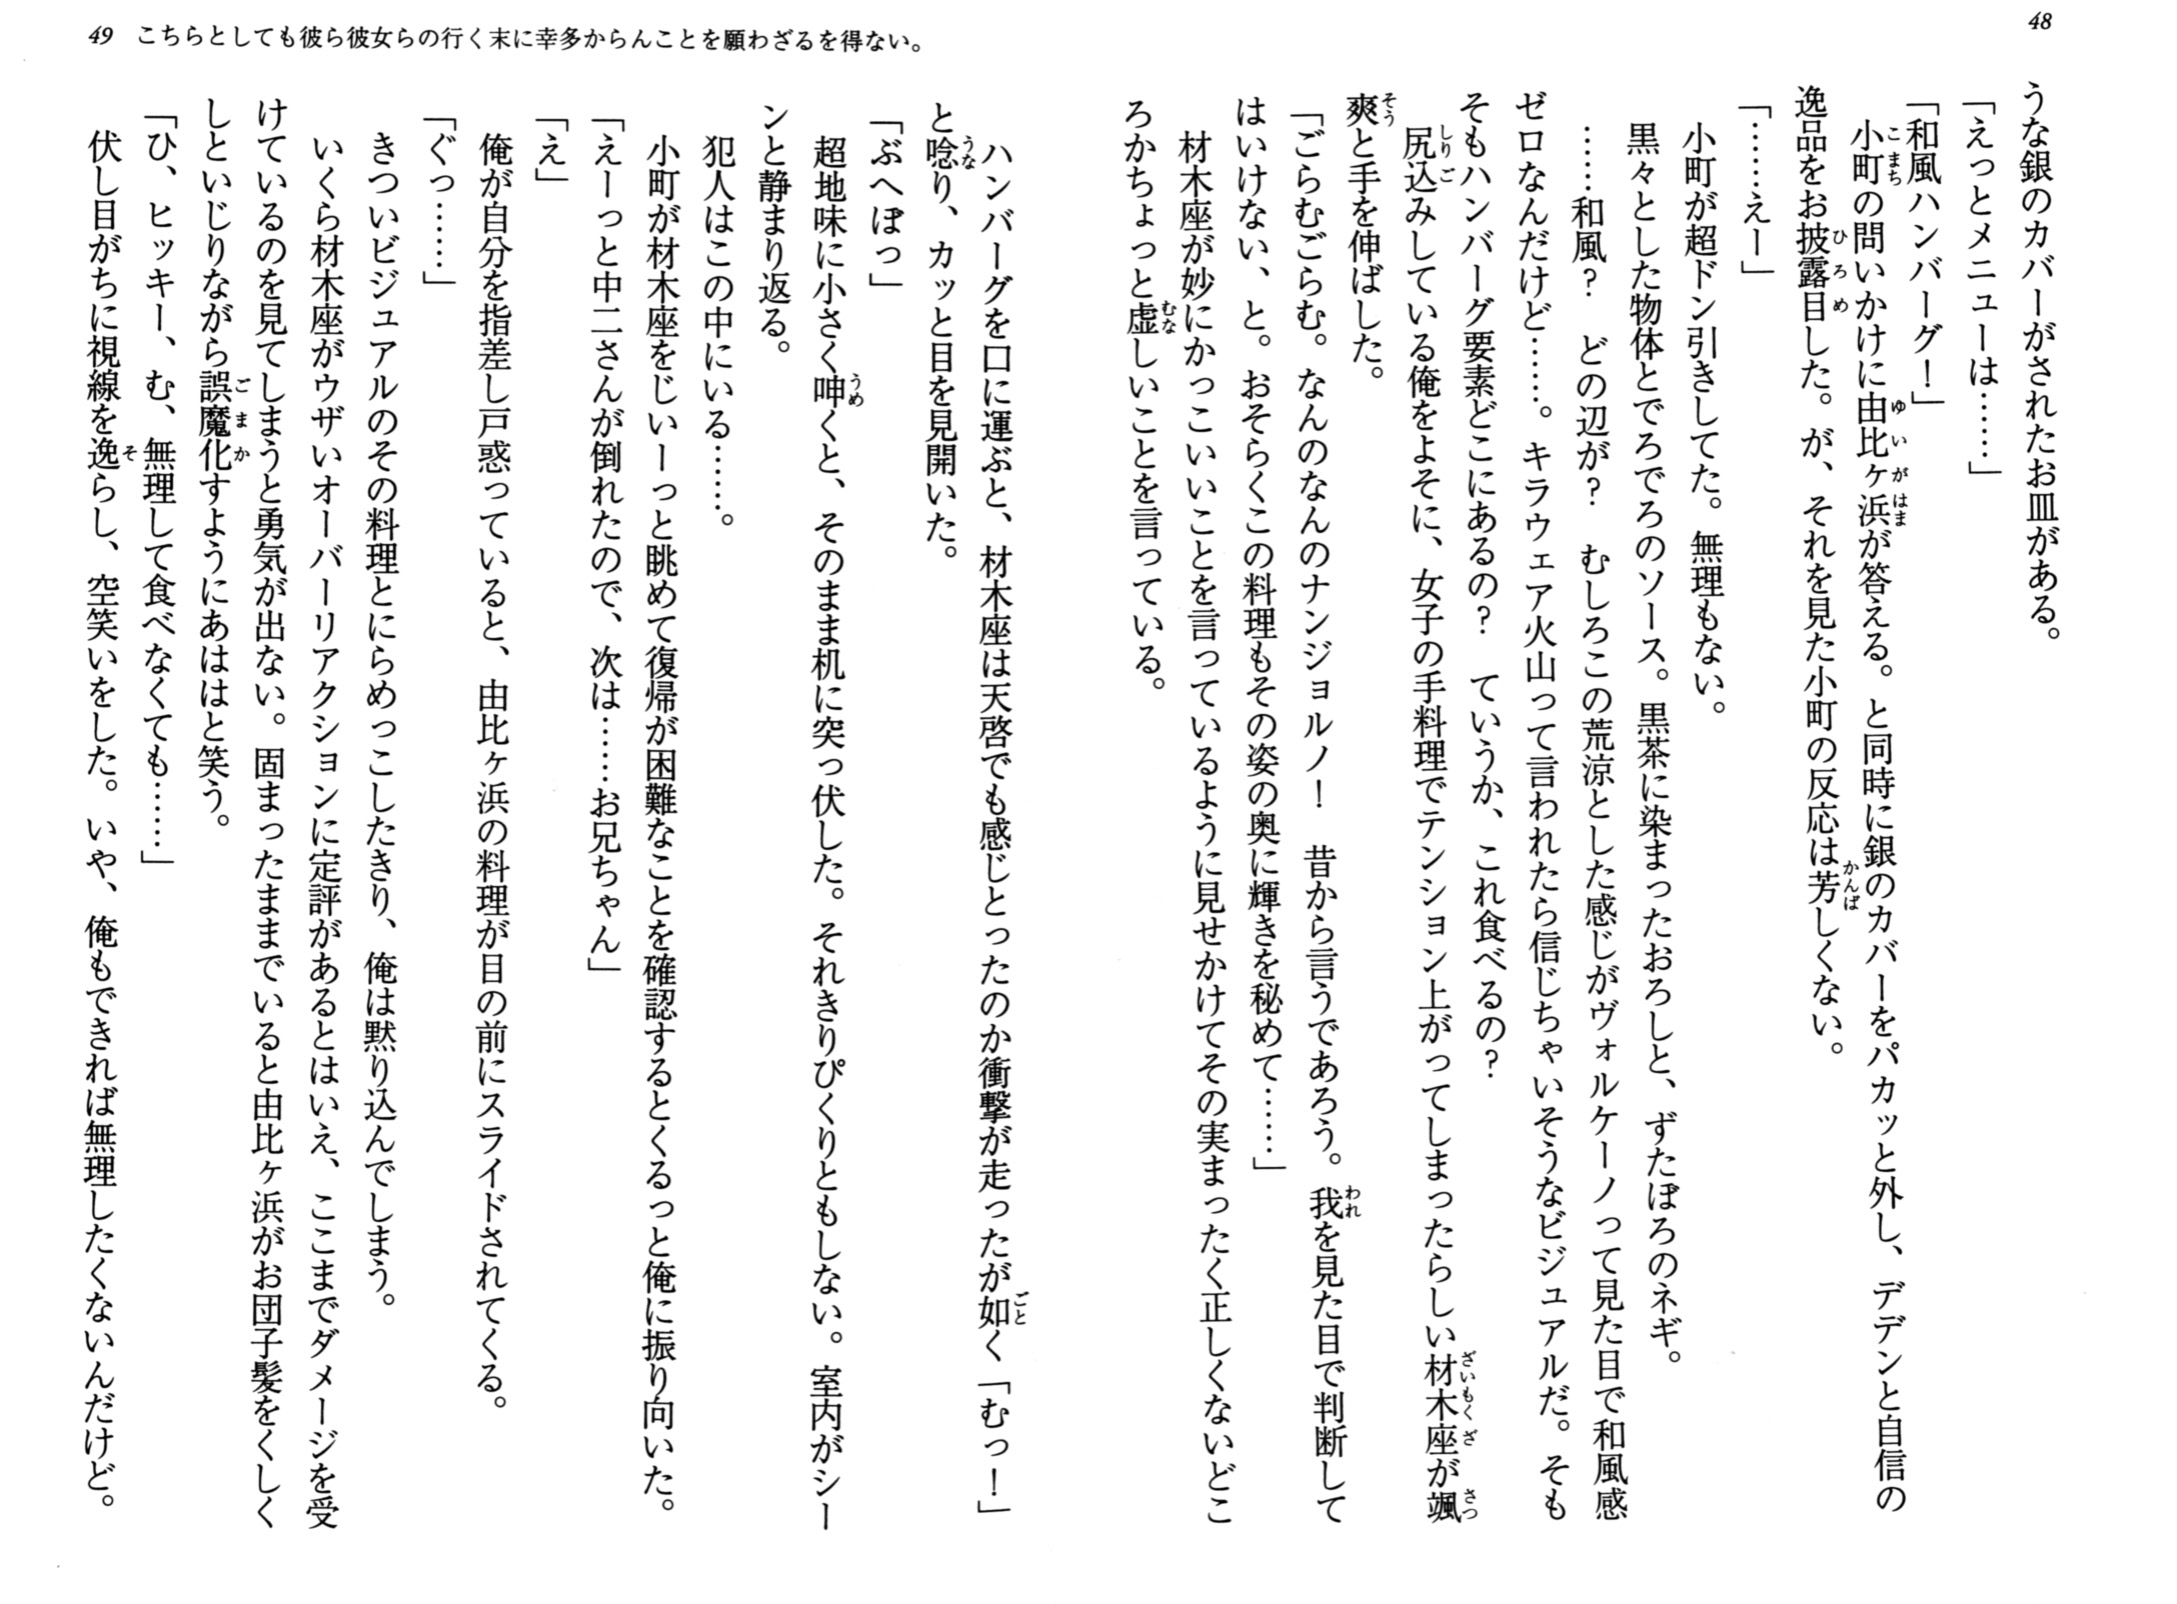 48
うな銀のカバーがされたお皿がある。
「えっとメニューは……」
「和風ハンバーグ！」
小町の問いかけに由比ヶ浜が答える。と同時に銀のカバーをパカッと外し、デデンと自信の
逸品をお披露目した。が、それを見た小町の反応は芳しくない。
「……えー」
小町が超ドン引きしてた。無理もない。
黒々とした物体とでろでろのソース。黒茶に染まったおろしと、ずたぼろのネギ。
……和風？　どの辺が？　むしろこの荒涼とした感じがヴォルケーノって見た目で和風感
ゼロなんだけど……。キラウェア火山って言われたら信じちゃいそうなビジュアルだ。そも
そもハンバーグ要素どこにあるの？　ていうか、これ食べるの？
尻込みしている俺をよそに、女子の手料理でテンション上がってしまったらしい材木座が颯
爽と手を伸ばした。
「ごらむごらむ。なんのなんのナンジョルノ！　昔から言うであろう。我を見た目で判断して
はいけない、と。おそらくこの料理もその姿の奥に輝きを秘めて……」
材木座が妙にかっこいいことを言っているように見せかけてその実まったく正しくないどこ
ろかちょっと虚しいことを言っている。
49　こちらとしても彼ら彼女らの行く末に幸多からんことを願わざるを得ない。
ハンバーグを口に運ぶと、材木座は天啓でも感じとったのか衝撃が走ったが如く「むっ！」
と唸り、カッと目を見開いた。
「ぶへぽっ」
超地味に小さく呻くと、そのまま机に突っ伏した。それきりぴくりともしない。室内がシー
ンと静まり返る。
犯人はこの中にいる……。
小町が材木座をじいーっと眺めて復帰が困難なことを確認するとくるっと俺に振り向いた。
「えーっと中二さんが倒れたので、次は……お兄ちゃん」
「え」
俺が自分を指差し戸惑っていると、由比ヶ浜の料理が目の前にスライドされてくる。
「ぐっ……」
きついビジュアルのその料理とにらめっこしたきり、俺は黙り込んでしまう。
いくら材木座がウザいオーバーリアクションに定評があるとはいえ、ここまでダメージを受
けているのを見てしまうと勇気が出ない。固まったままでいると由比ヶ浜がお団子髪をくしく
しといじりながら誤魔化すようにあははと笑う。
「ひ、ヒッキー、む、無理して食べなくても……」
伏し目がちに視線を逸らし、空笑いをした。いや、俺もできれば無理したくないんだけど。